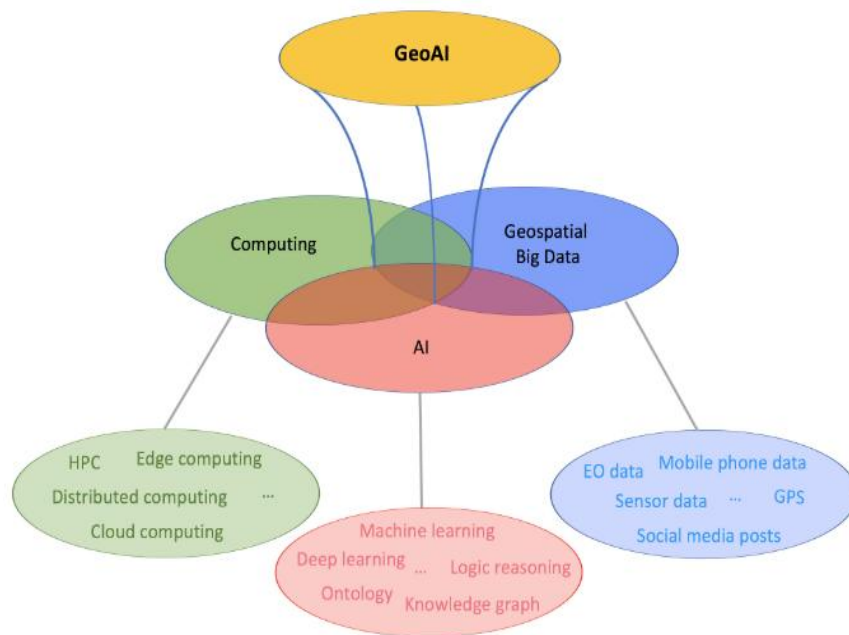 GeoAI
Computing
Geospatial
Big Data
AI
HPC
Edge computing
Distributed computing
...
Cloud computing
Machine learning
Deep learning
...
Logic reasoning
Ontology
Knowledge graph
EO data
Mobile phone data
Sensor data
...
GPS
Social media posts